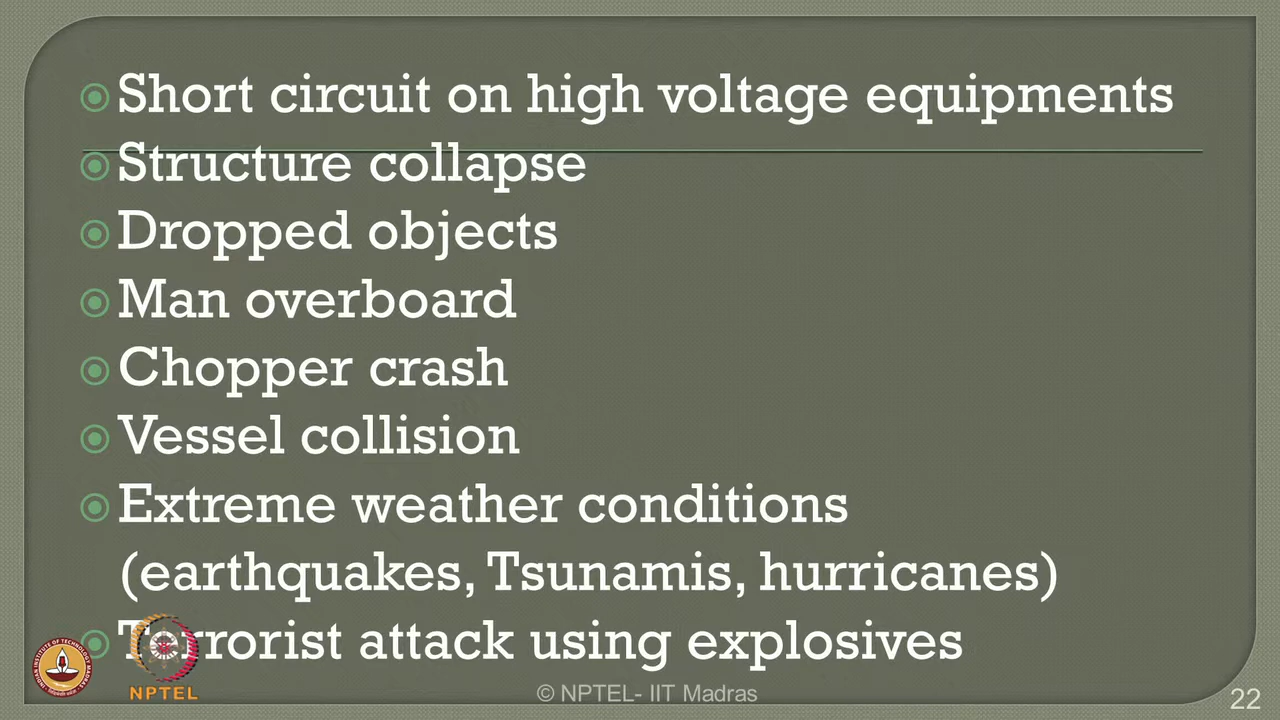 Short circuit on high voltage equipments
Structure collapse
Dropped objects
Man overboard
Chopper crash
Vessel collision
Extreme weather conditions
(earthquakes, Tsunamis, hurricanes)
Terrorist attack using explosives
NPTEL
© NPTEL- IIT Madras
22